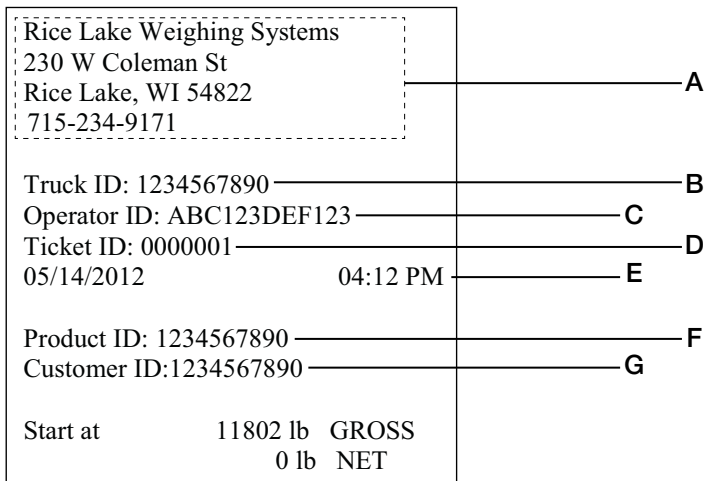 Rice Lake Weighing Systems
230 W Coleman St
Rice Lake, WI 54822
715-234-9171
A
Truck ID: 1234567890
B
Operator ID: ABC123DEF123
C
Ticket ID: 0000001
D
05/14/2012 04:12 PM
E
Product ID: 1234567890
F
Customer ID:1234567890
G
Start at 11802 lb GROSS
0 lb NET